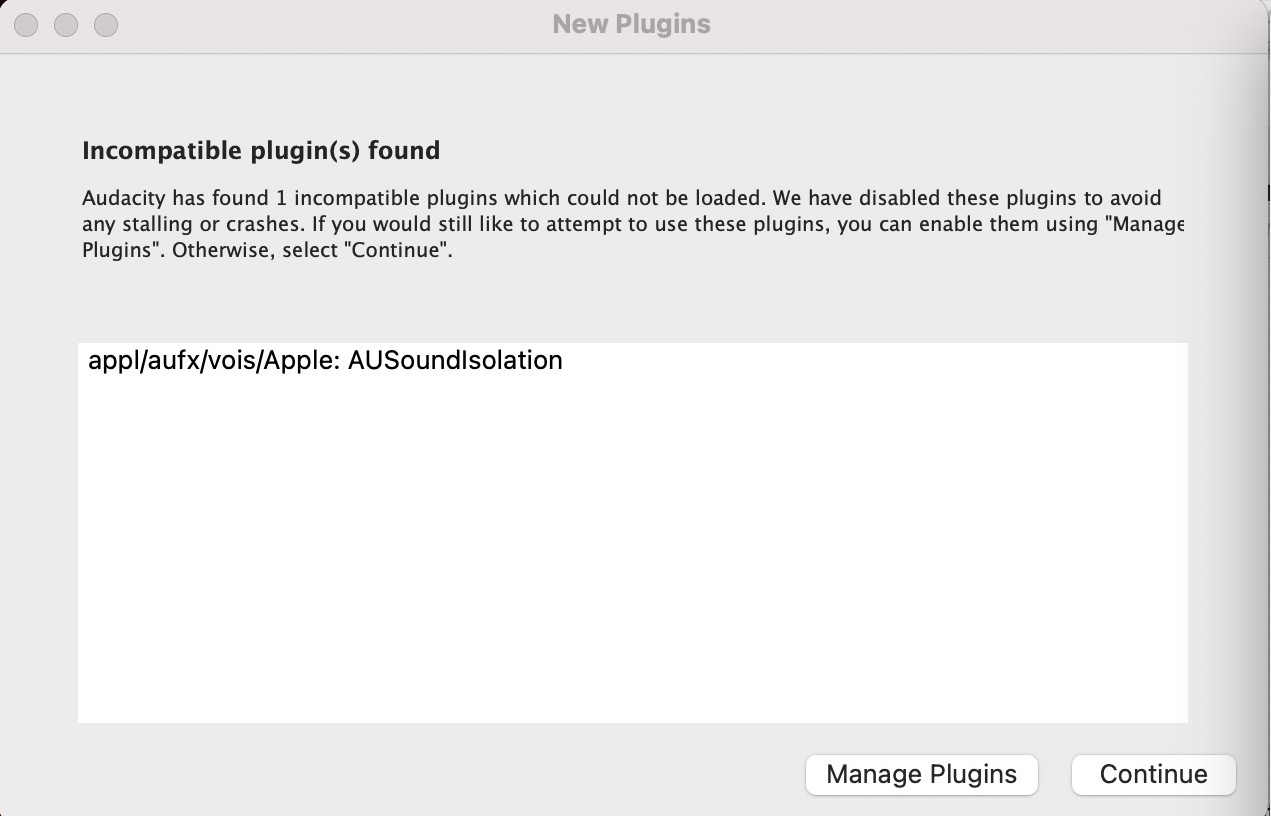 New Plugins
Incompatible plugin(s) found
Audacity has found 1 incompatible plugins which could not be loaded. We have disabled these plugins to avoid
any stalling or crashes. If you would still like to attempt to use these plugins, you can enable them using "Manage
Plugins". Otherwise, select "Continue".
appl/aufx/vois/Apple: AUSoundIsolation
Manage Plugins
Continue